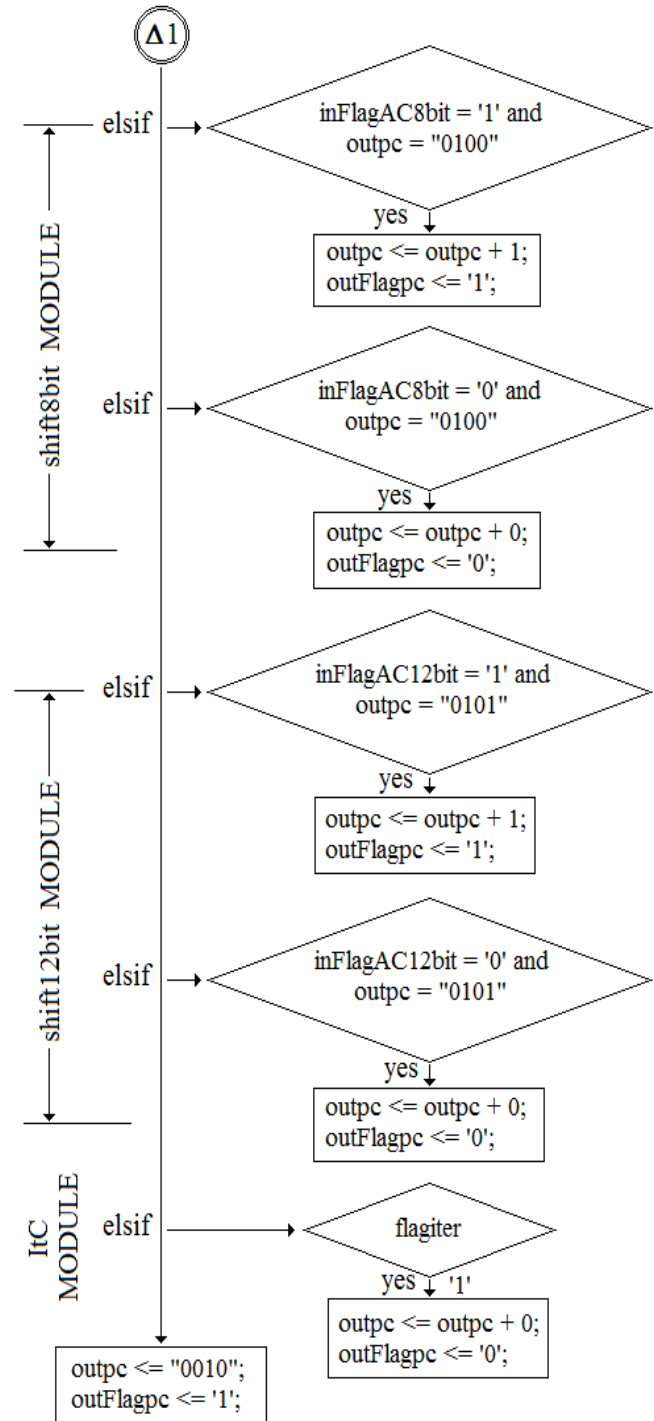 Δ1
elsif
inFlagAC8bit = '1' and
outpc = "0100"
yes
outpc <= outpc + 1;
outFlagpc <= '1';
shift8bit MODULE
elsif
inFlagAC8bit = '0' and
outpc = "0100"
yes
outpc <= outpc + 0;
outFlagpc <= '0';
elsif
inFlagAC12bit = '1' and
outpc = "0101"
yes
outpc <= outpc + 1;
outFlagpc <= '1';
shift12bit MODULE
elsif
inFlagAC12bit = '0' and
outpc = "0101"
yes
outpc <= outpc + 0;
outFlagpc <= '0';
ItC
MODULE
elsif
flagiter
yes '1'
outpc <= outpc + 0;
outFlagpc <= '0';
outpc <= "0010";
outFlagpc <= '1';